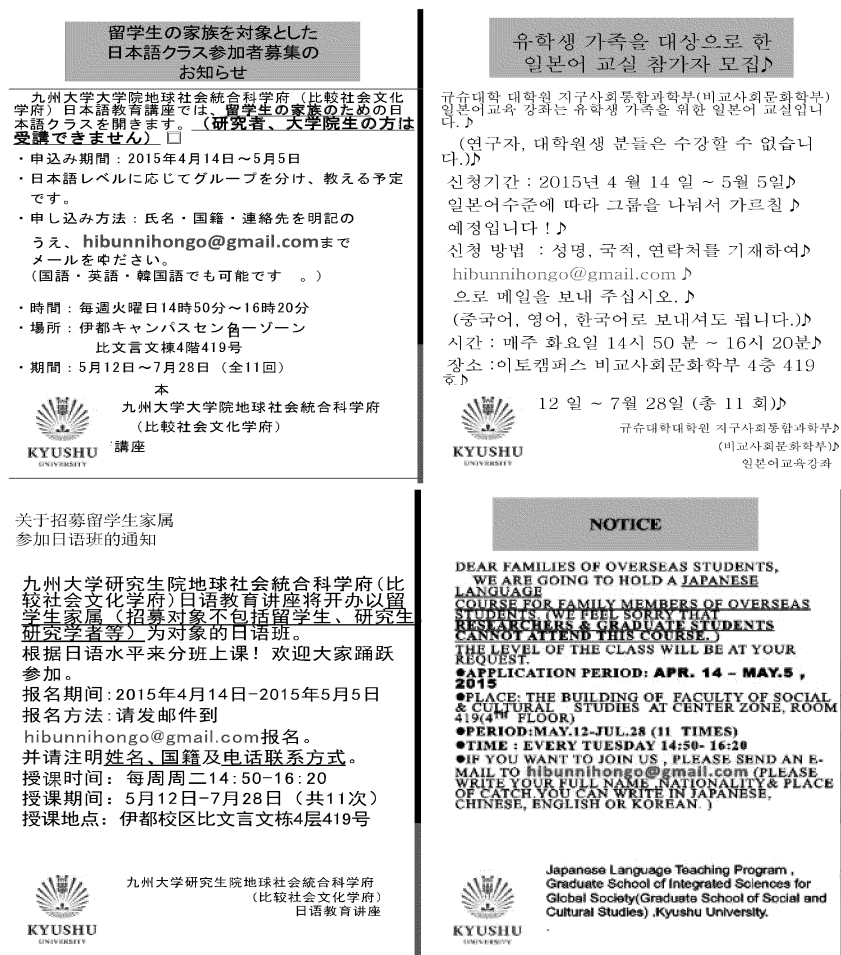 留学生の家族を対象とした
日本語クラス参加者募集の
お知らせ
九州大学大学院地球社会統合科学府(比較社会文化
学府)日本語教育講座では、留学生の家族のための日
本語クラスを開きます。(研究者、大学院生の方は
受講できません)□
・申込み期間:2015年4月14日～5月5日
・日本語レベルに応じてグループを分け、教える予定
です。
・申し込み方法:氏名・国籍・連絡先を明記の
うえ、hibunnihongo@gmail.comまで
メールをください。
(国語・英語・韓国語でも可能です 。)
・時間:毎週火曜日14時50分～16時20分
・場所:伊都キャンパスセンターゾーン
比文言文棟4階419号
・期間:5月12日～7月28日(全11回)
本
九州大学大学院地球社会統合科学府
(比較社会文化学府)
講座
KYUSHU
UNIVERSITY
유학생 가족을 대상으로 한
일본어 교실 참가자 모집♪
규슈대학 대학원 지구사회통합과학부(비교사회문화학부)
일본어교육 강좌는 유학생 가족을 위한 일본어 교실입니
다.♪
(연구자, 대학원생 분들은 수강할 수 없습니
다.)♪
신청기간 : 2015년 4 월 14 일 ~ 5월 5일♪
일본어수준에 따라 그룹을 나눠서 가르칠 ♪
예정입니다 ! ♪
신청 방법 : 성명, 국적, 연락처를 기재하여♪
hibunnihongo@gmail.com ♪
으로 메일을 보내 주십시오. ♪
(중국어, 영어, 한국어로 보내셔도 됩니다.)♪
시간 : 매주 화요일 14시 50 분 ~ 16시 20분♪
장소 :이토캠퍼스 비교사회문화학부 4층 419
호♪
12 일 ~ 7월 28일 (총 11 회)♪
규슈대학대학원 지구사회통합과학부♪
(비교사회문화학부)♪
일본어교육강좌
KYUSHU
UNIVERSITY
关于招募留学生家属
参加日语班的通知
九州大学研究生院地球社会統合科学府(比
较社会文化学府)日语教育讲座将开办以留
学生家属(招募对象不包括留学生、研究生
研究学者等)为对象的日语班。
根据日语水平来分班上课!欢迎大家踊跃
参加。
报名期间:2015年4月14日-2015年5月5日
报名方法:请发邮件到
hibunnihongo@gmail.com报名。
并请注明姓名、国籍及电话联系方式。
授课时间: 每周周二14:50-16:20
授课期间:5月12日-7月28日(共11次)
授课地点:伊都校区比文言文栋4层419号
九州大学研究生院地球社会統合科学府
(比较社会文化学府)
日语教育讲座
KYUSHU
UNIVERSITY
NOTICE
DEAR FAMILIES OF OVERSEAS STUDENTS,
WE ARE GOING TO HOLD A JAPANESE
LANGUAGE
COURSE FOR FAMILY MEMBERS OF OVERSEAS
STUDENTS. (WE FEEL SORRY THAT
RESEARCHERS & GRADUATE STUDENTS
CANNOT ATTEND THIS COURSE. )
THE LEVEL OF THE CLASS WILL BE AT YOUR
REQUEST.
●APPLICATION PERIOD: APR. 14 – MAY.5 ,
2015
●PLACE: THE BUILDING OF FACULTY OF SOCIAL
& CULTURAL STUDIES AT CENTER ZONE, ROOM
419(4TH FLOOR)
●PERIOD:MAY.12-JUL.28 (11 TIMES)
●TIME : EVERY TUESDAY 14:50- 16:20
●IF YOU WANT TO JOIN US , PLEASE SEND AN E-
MAIL TO hibunnihongo@gmail.com (PLEASE
WRITE YOUR FULL NAME NATIONALITY& PLACE
OF CATCH.YOU CAN WRITE IN JAPANESE,
CHINESE, ENGLISH OR KOREAN. )
Japanese Language Teaching Program ,
Graduate School of Integrated Sciences for
Global Society(Graduate School of Social and
Cultural Studies) ,Kyushu University.
KYUSHU
UNIVERSITY